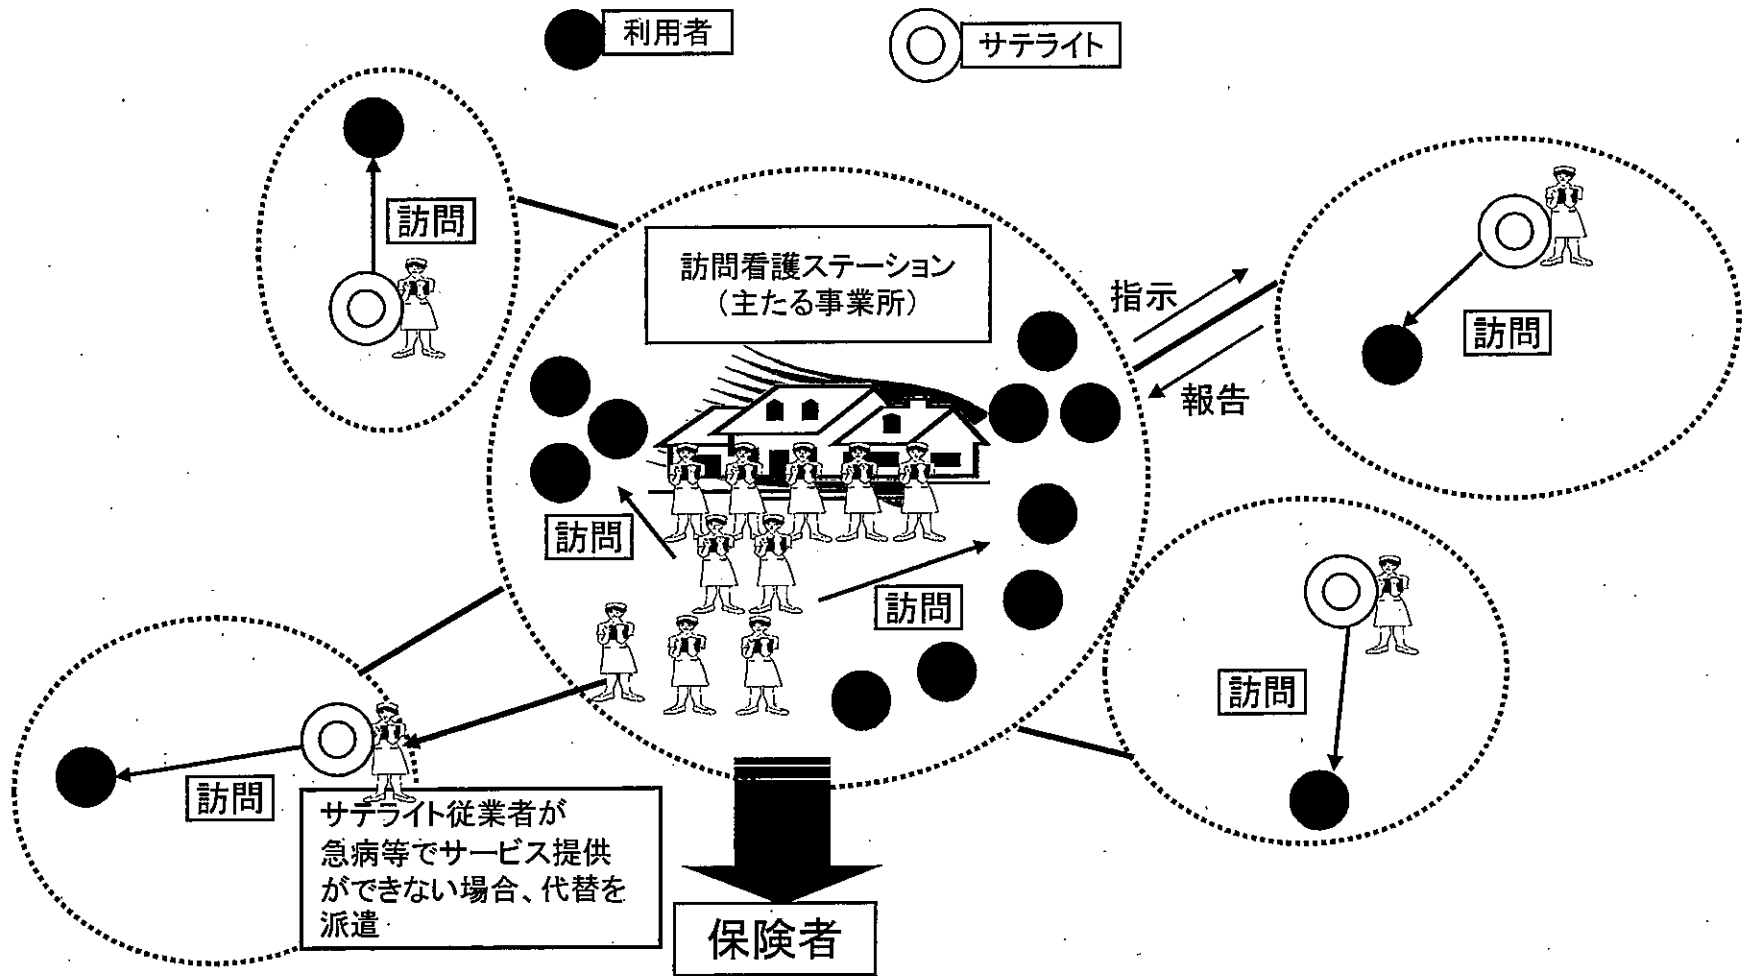 利用者
サテライト
訪問
訪問看護ステーション
（主たる事業所）
指示
報告
訪問
訪問
訪問
訪問
訪問
サテライト従業者が
急病等でサービス提供
ができない場合、代替を
派遣
保険者